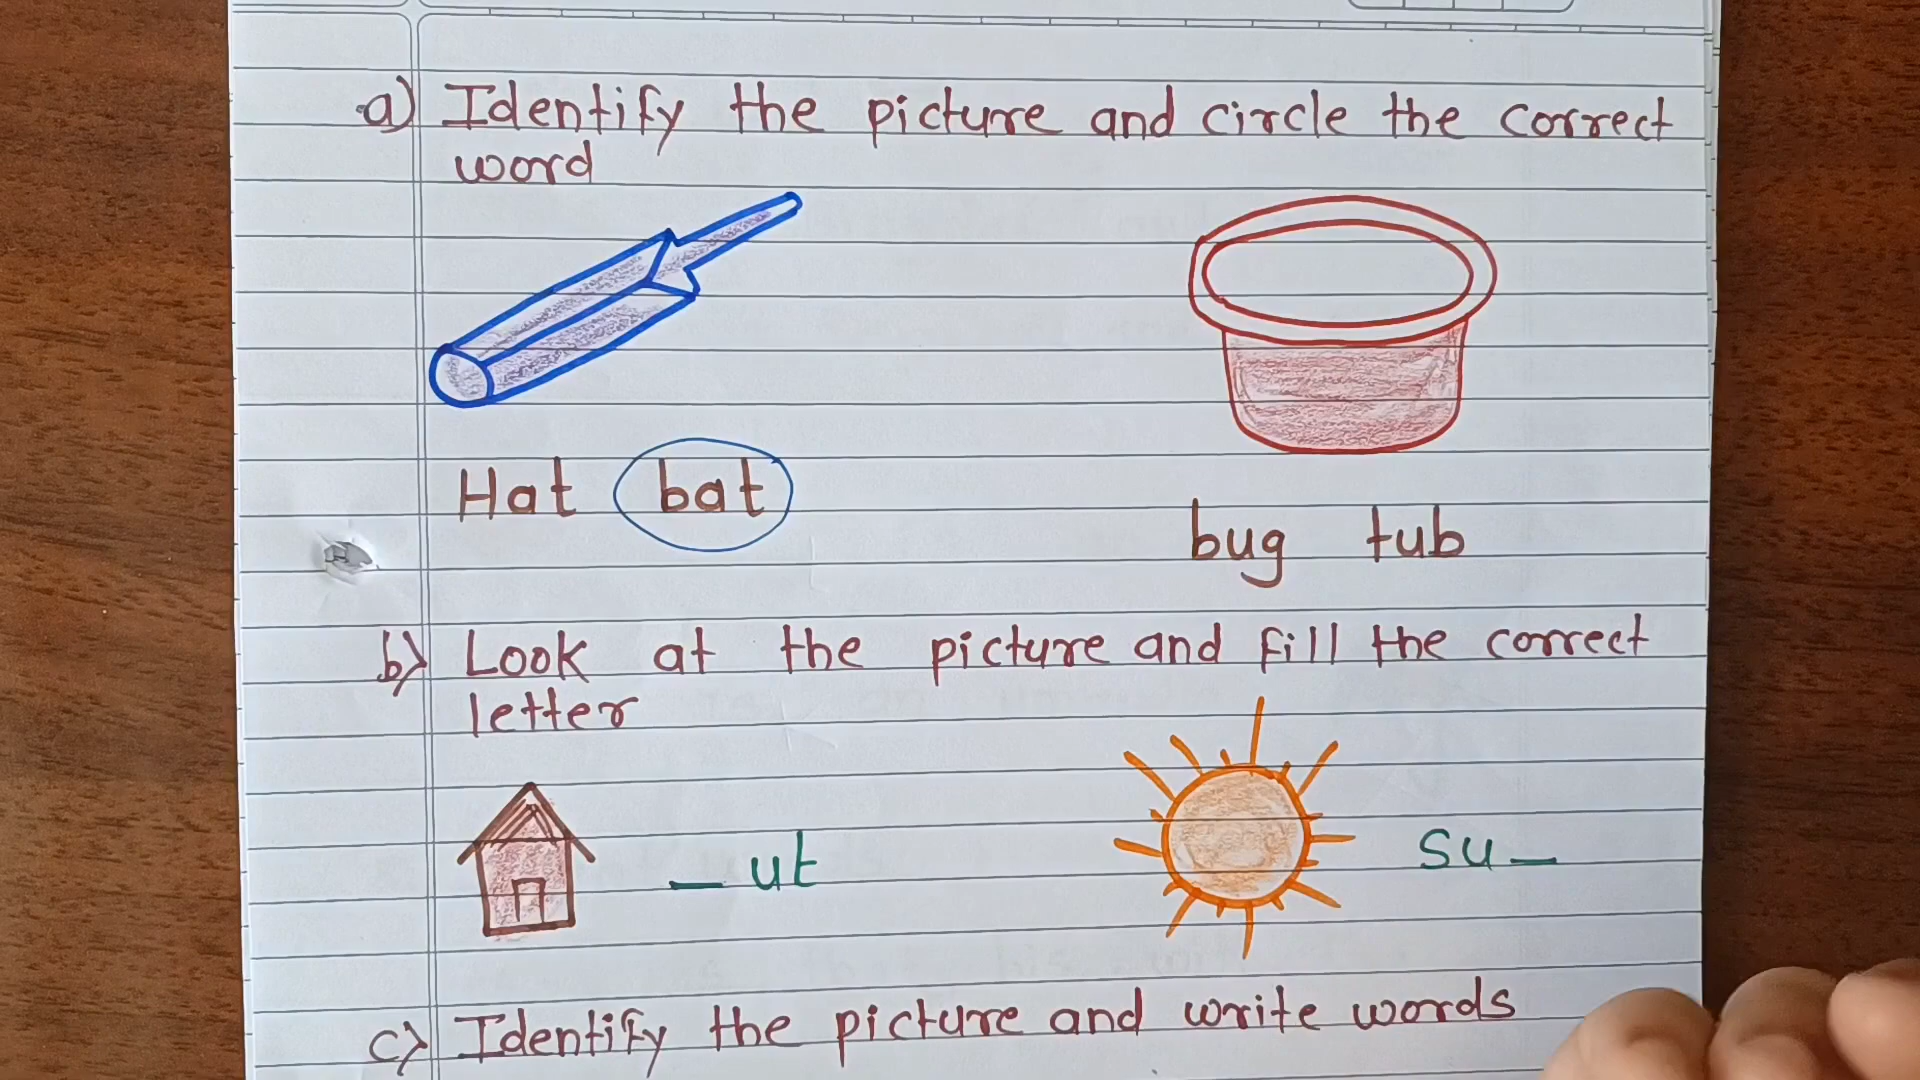 a) Identify the picture and circle the correct
word
Hat bat
bug tub
b) Look at the picture and fill the correct
letter
_ ut
su_
c) Identify the picture and write words